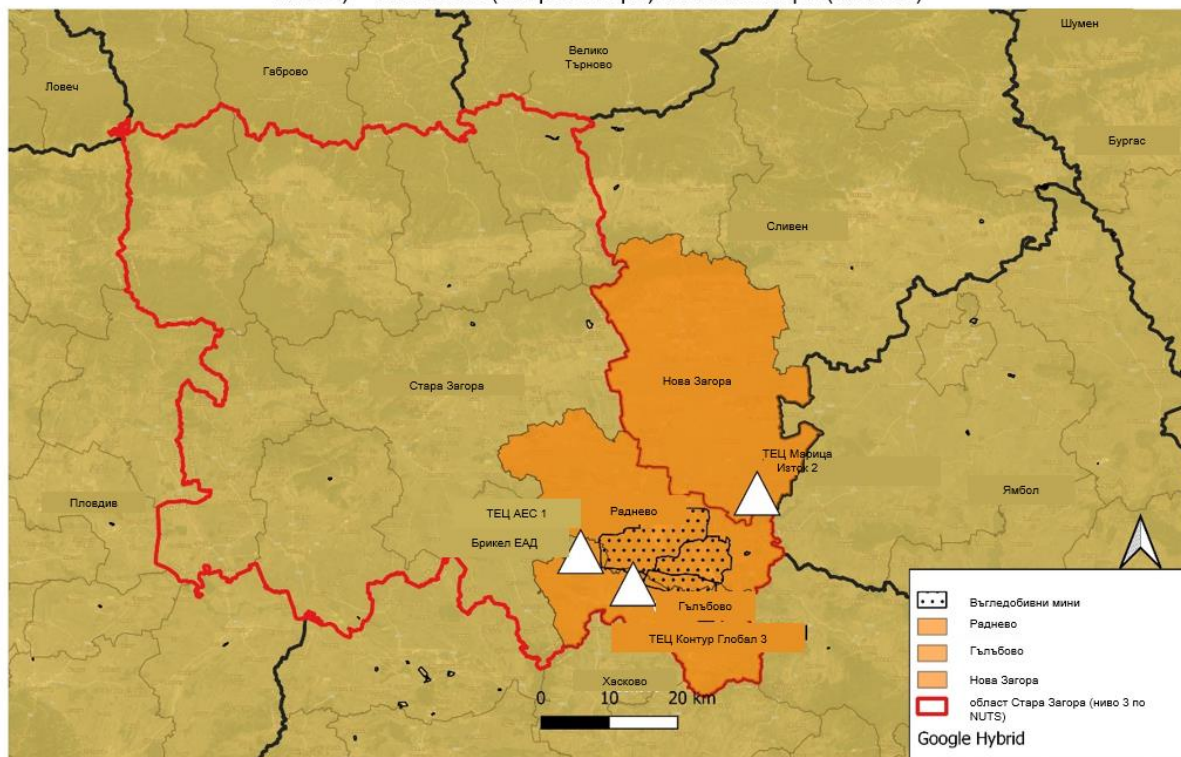 Шумен
Велико
Търново
Габрово
Ловеч
Бургас
Сливен
Нова Загора
Стара Загора
ТЕЦ Марица
Изток 2
Ямбол
Пловдив
ТЕЦ АЕС 1
Раднево
Брикел ЕАД
Гълъбово
ТЕЦ Контур Глобал 3
Хасково
0 10 20 km
Въгледобивни мини
Раднево
Гълъбово
Нова Загора
област Стара Загора (ниво 3 по
NUTS)
Google Hybrid